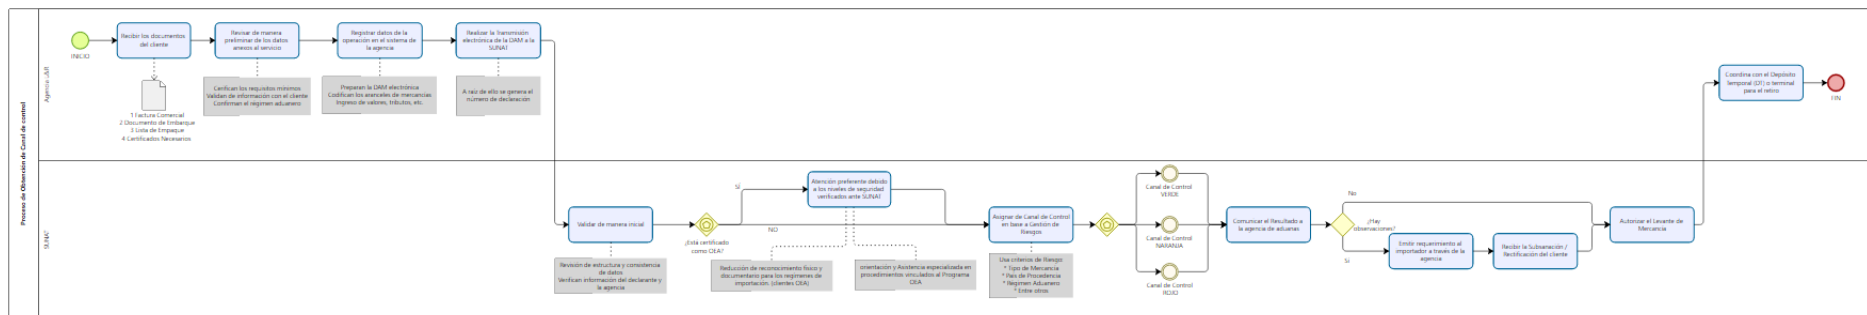 Proceso de Obtención de Canal de control
Agencia L&R
SUNAT
INICIO
Recibir los documentos
del cliente
1 Factura Comercial
2 Documento de Embarque
3 Lista de Empaque
4 Certificados Necesarios
Revisar de manera
preliminar de los datos
anexos al servicio
Verifican los requisitos mínimos
Validan de información con el cliente
Confirman el régimen aduanero
Registrar datos de la
operación en el sistema de
la agencia
Preparan la DAM electrónica
Codifican los aranceles de mercancías
Ingreso de valores, tributos, etc.
Realizar la Transmisión
electrónica de la DAM a la
SUNAT
A raíz de ello se genera el
número de declaración
Validar de manera inicial
Revisión de estructura y consistencia
de datos
Verifican información del declarante y
la agencia
¿Está certificado
como OEA?
SÍ
NO
Atención preferente debido
a los niveles de seguridad
verificados ante SUNAT
Reducción de reconocimiento físico y
documentario para los regímenes de
importación. (clientes OEA)
orientación y Asistencia especializada en
procedimientos vinculados al Programa
OEA
Asignar de Canal de Control
en base a Gestión de
Riesgos
Usa criterios de Riesgo
* Tipo de Mercancía
* País de Procedencia
* Régimen Aduanero
* Entre otros
Canal de Control
VERDE
Canal de Control
NARANJA
Canal de Control
ROJO
Comunicar el Resultado a
la agencia de aduanas
¿Hay
observaciones?
No
Sí
Emitir requerimiento al
importador a través de la
agencia
Recibir la Subsanación /
Rectificación del cliente
Autorizar el Levante de
Mercancía
Coordina con el Depósito
Temporal (DT) o terminal
para el retiro
FIN